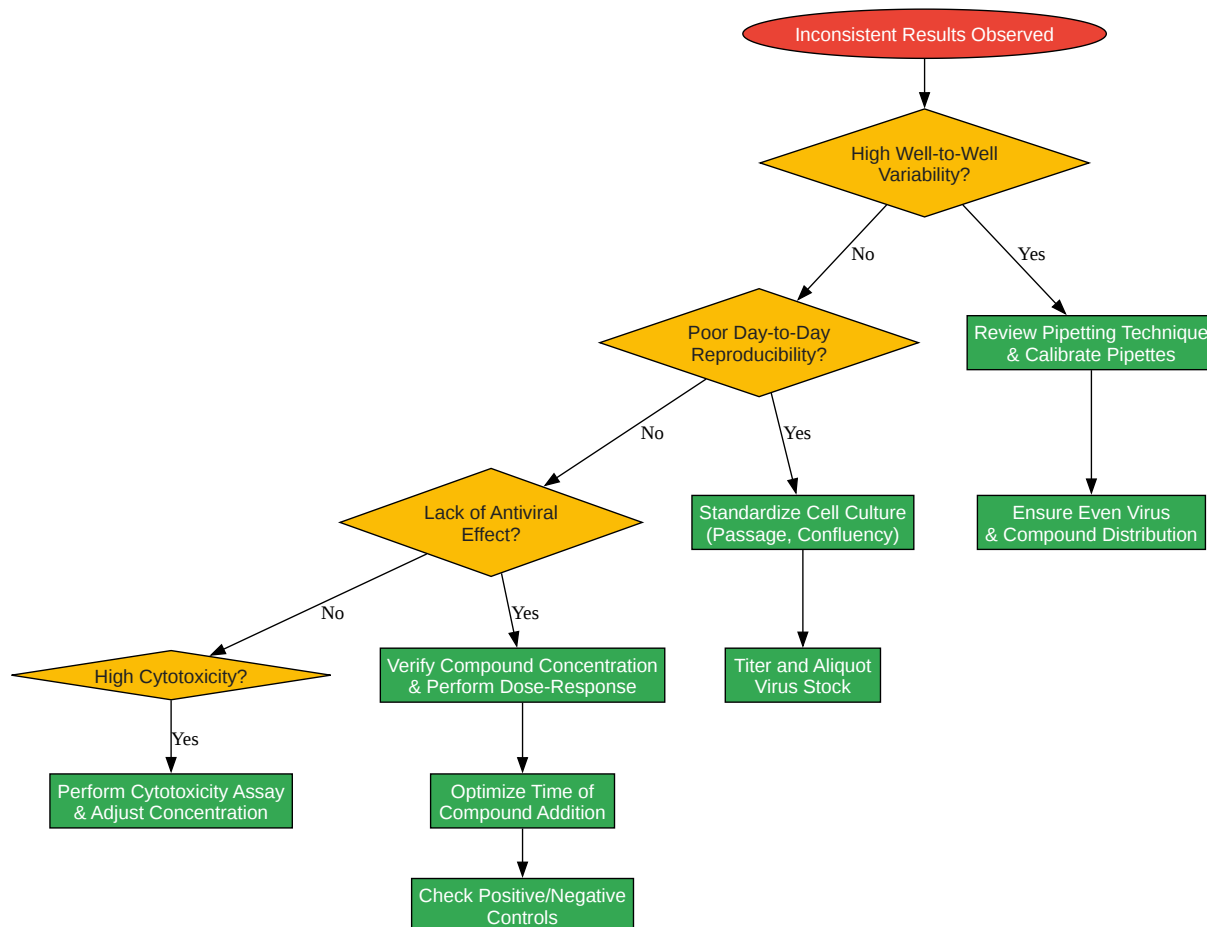 Inconsistent Results Observed
High Well-to-Well
Variability?
No
Yes
Poor Day-to-Day
Reproducibility?
Review Pipetting Technique
& Calibrate Pipettes
No
Yes
Lack of Antiviral
Effect?
Standardize Cell Culture
(Passage, Confluency)
Ensure Even Virus
& Compound Distribution
No
Yes
High Cytotoxicity?
Verify Compound Concentration
& Perform Dose-Response
Titer and Aliquot
Virus Stock
Yes
Perform Cytotoxicity Assay
& Adjust Concentration
Optimize Time of
Compound Addition
Check Positive/Negative
Controls